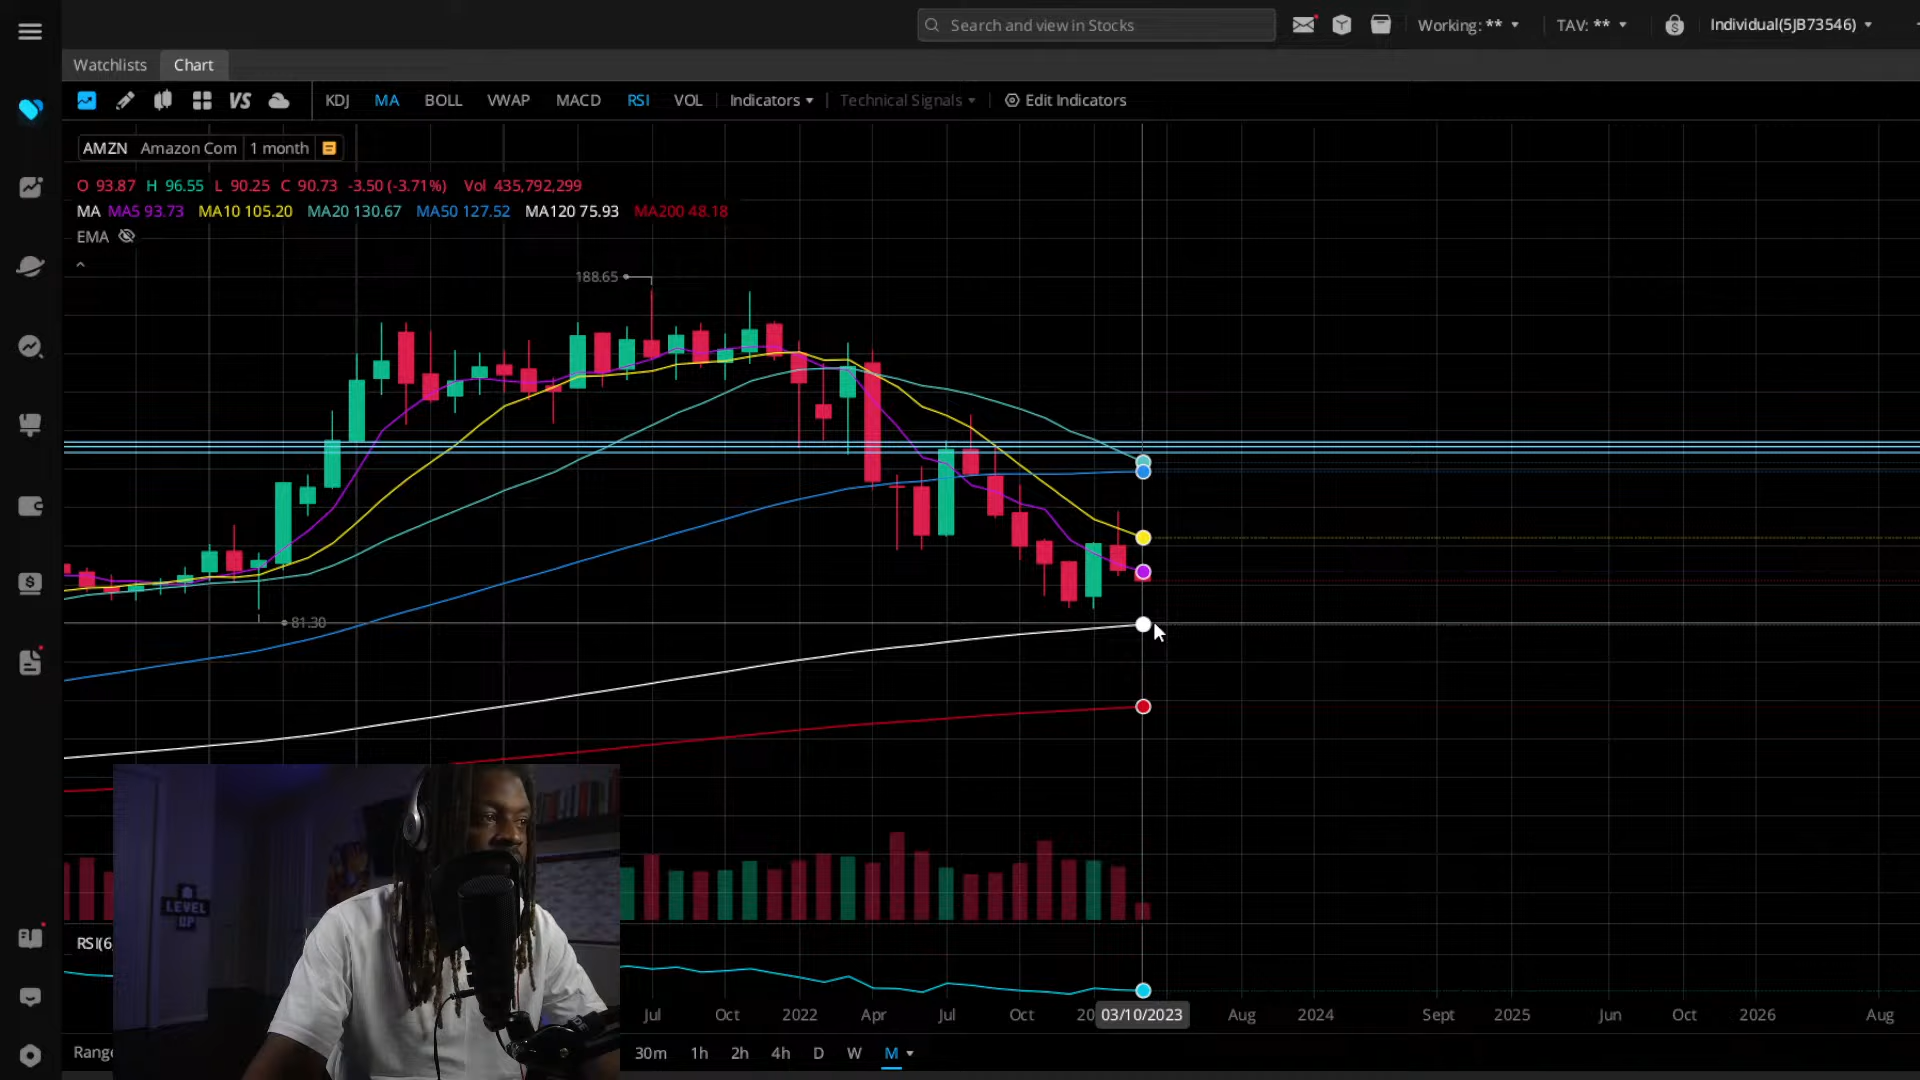 Search and view in Stocks
Working: **
TAV: **
Individual(5JB73546)
Watchlists
Chart
VS
KDJ
MA
BOLL
VWAP
MACD
RSI
VOL
Indicators
Technical Signals
Edit Indicators
AMZN Amazon Com 1 month
O 93.87 H 96.55 L 90.25 C 90.73 -3.50 (-3.71%) Vol 435,792,299
MA MA5 93.73 MA10 105.20 MA20 130.67 MA50 127.52 MA120 75.93 MA200 48.18
EMA
188.65
81.30
LEVEL
UP
RSI(6,
Jul Oct 2022 Apr Jul Oct 20 03/10/2023 Aug 2024 Sept 2025 Jun Oct 2026 Aug
Range 30m 1h 2h 4h D W M